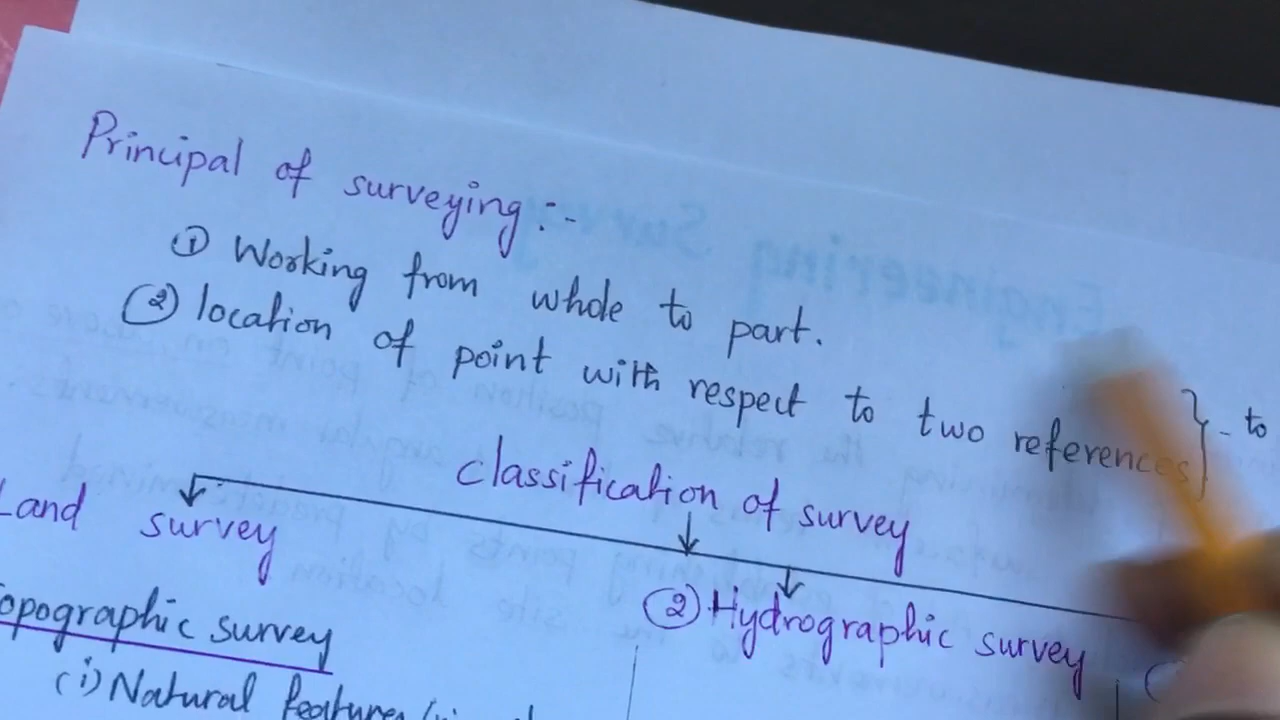 Principal of surveying :-
① Working from whole to part.
② location of point with respect to two references } - to
Classification of survey
Land survey
② Hydrographic survey
opographic survey
(i) Natural features